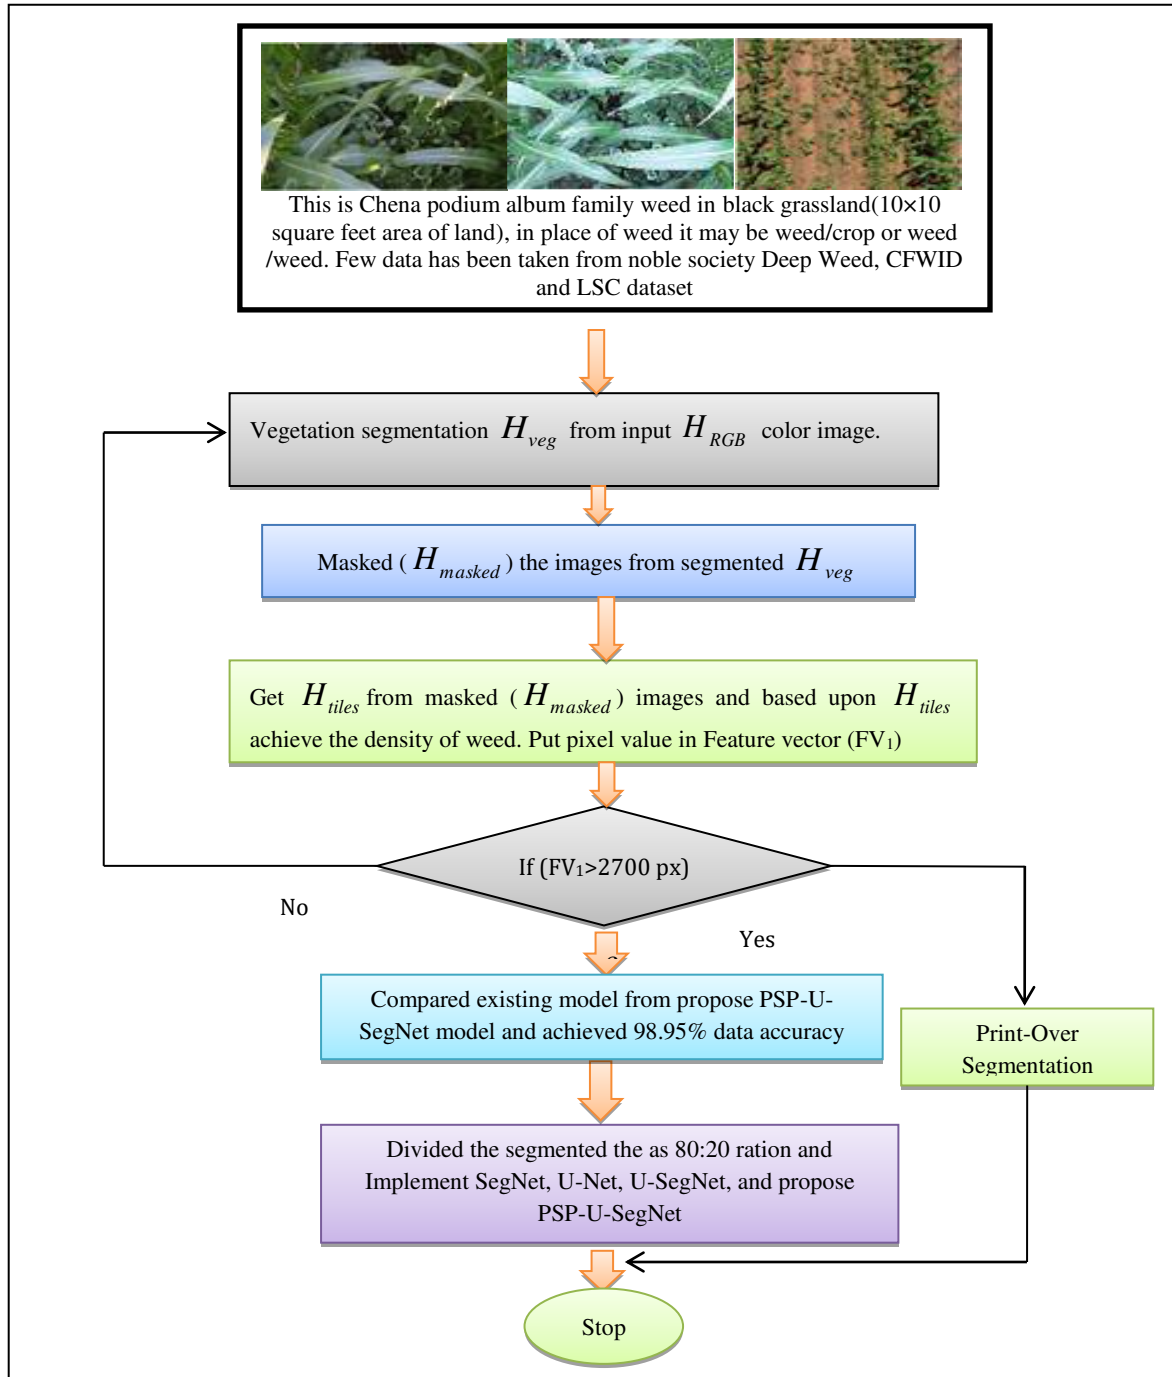 This is Chena podium album family weed in black grassland(10×10
square feet area of land), in place of weed it may be weed/crop or weed
/weed. Few data has been taken from noble society Deep Weed, CFWID
and LSC dataset
Vegetation segmentation H_veg from input H_RGB color image.
Masked ( H_masked ) the images from segmented H_veg
Get H_tiles from masked ( H_masked ) images and based upon H_tiles
achieve the density of weed. Put pixel value in Feature vector (FV₁)
If (FV₁>2700 px)
No
Yes
Compared existing model from propose PSP-U-
SegNet model and achieved 98.95% data accuracy
Print-Over
Segmentation
Divided the segmented the as 80:20 ration and
Implement SegNet, U-Net, U-SegNet, and propose
PSP-U-SegNet
Stop